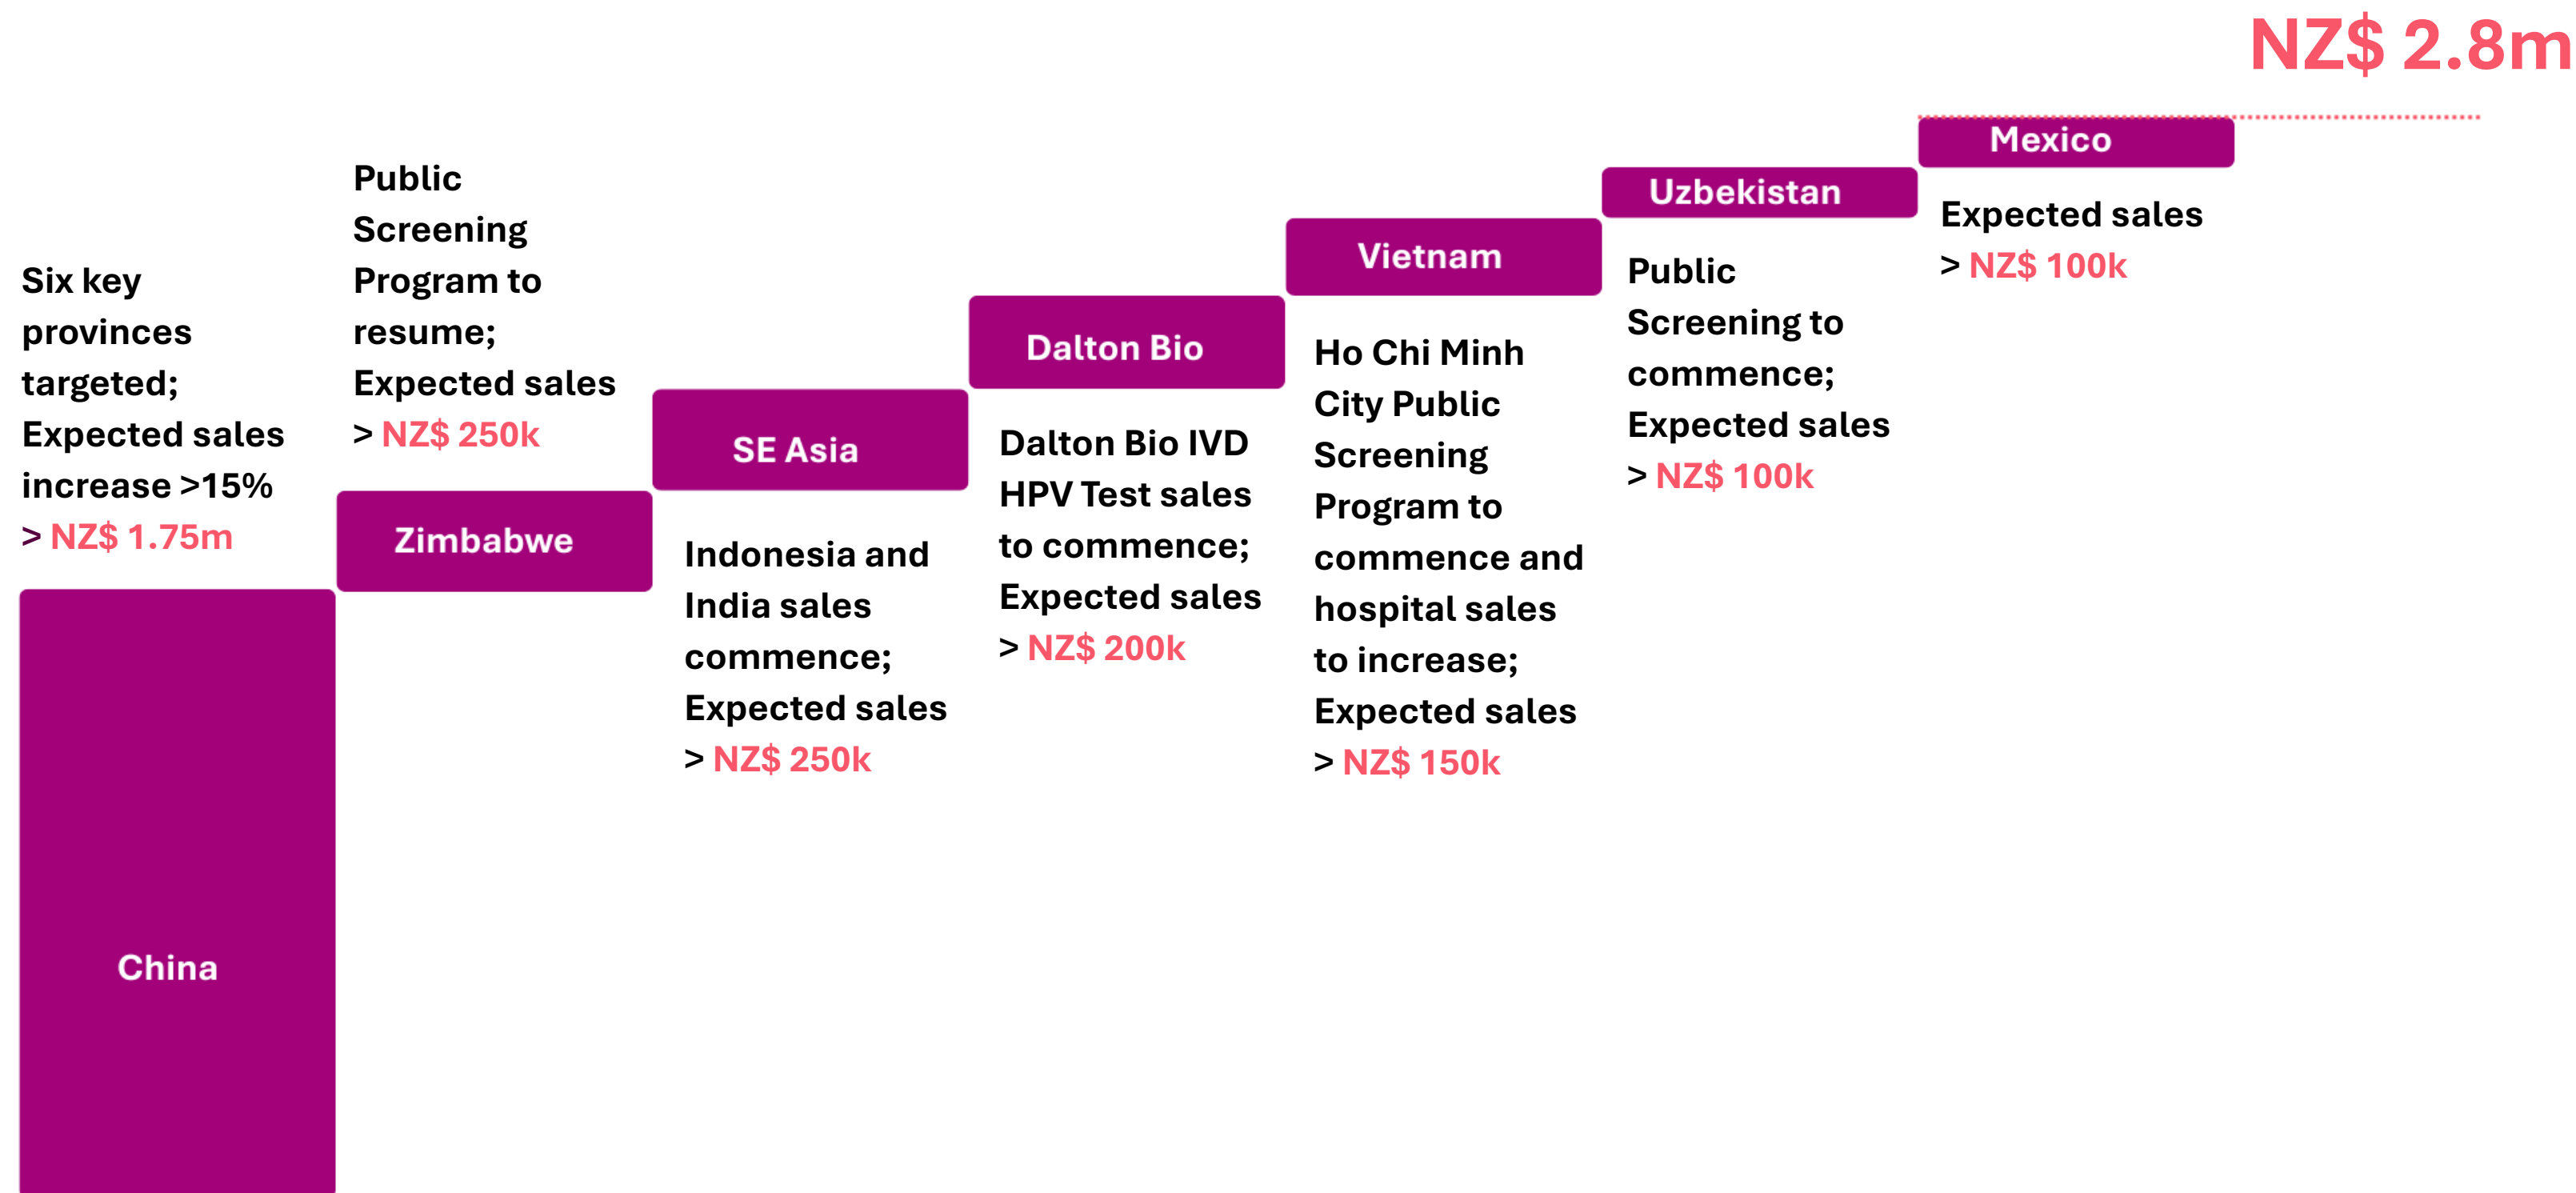 NZ$ 2.8m
Six key
provinces
targeted;
Expected sales
increase >15%
> NZ$ 1.75m
China
Public
Screening
Program to
resume;
Expected sales
> NZ$ 250k
Zimbabwe
SE Asia
Indonesia and
India sales
commence;
Expected sales
> NZ$ 250k
Dalton Bio
Dalton Bio IVD
HPV Test sales
to commence;
Expected sales
> NZ$ 200k
Vietnam
Ho Chi Minh
City Public
Screening
Program to
commence and
hospital sales
to increase;
Expected sales
> NZ$ 150k
Uzbekistan
Public
Screening to
commence;
Expected sales
> NZ$ 100k
Mexico
Expected sales
> NZ$ 100k